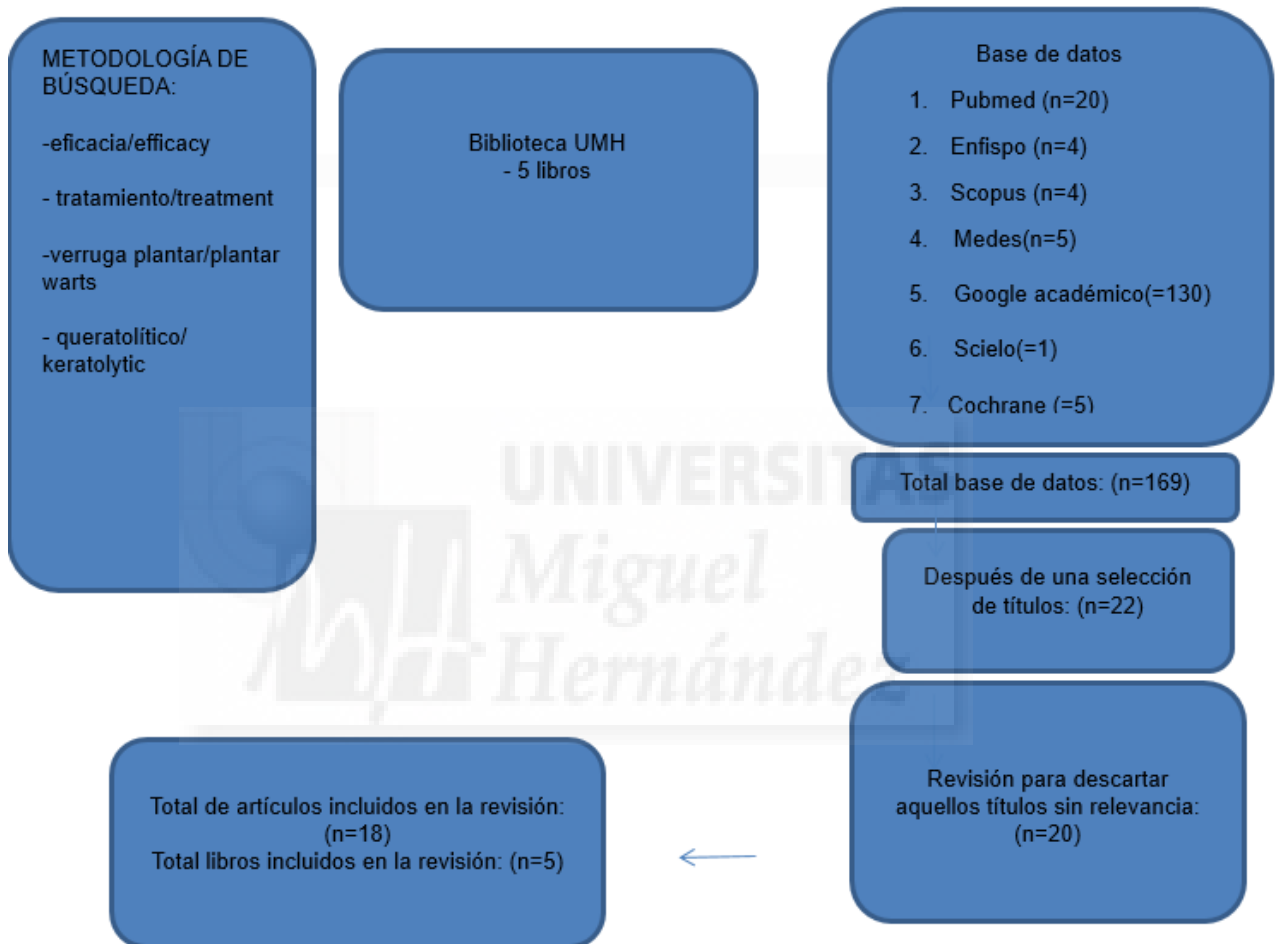 METODOLOGÍA DE
BÚSQUEDA:
-eficacia/efficacy
- tratamiento/treatment
-verruga plantar/plantar
warts
- queratolítico/
keratolytic
Biblioteca UMH
- 5 libros
Base de datos
1. Pubmed (n=20)
2. Enfispo (n=4)
3. Scopus (n=4)
4. Medes(n=5)
5. Google académico(=130)
6. Scielo(=1)
7. Cochrane (=5)
Total base de datos: (n=169)
Después de una selección
de títulos: (n=22)
Revisión para descartar
aquellos títulos sin relevancia:
(n=20)
Total de artículos incluidos en la revisión:
(n=18)
Total libros incluidos en la revisión: (n=5)
UNIVERSITAS
Miguel
Hernández